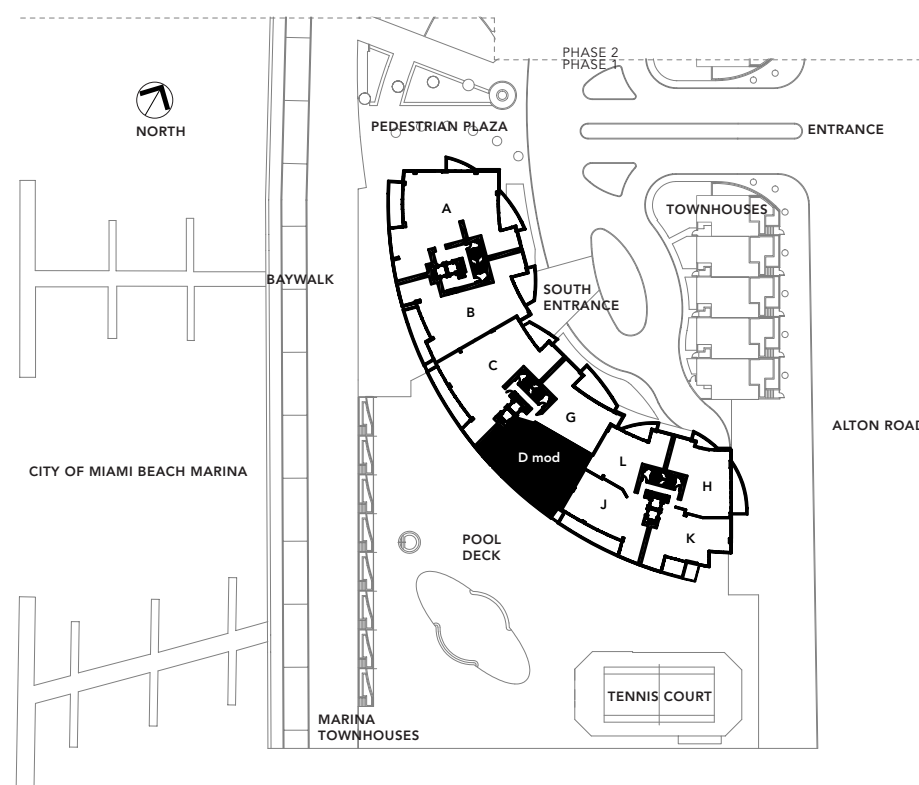 PHASE 2
PHASE 1
NORTH
PEDESTRIAN PLAZA
ENTRANCE
A
TOWNHOUSES
BAYWALK
SOUTH
ENTRANCE
B
C
G
ALTON ROAD
CITY OF MIAMI BEACH MARINA
D mod
L
H
J
K
POOL
DECK
TENNIS COURT
MARINA
TOWNHOUSES